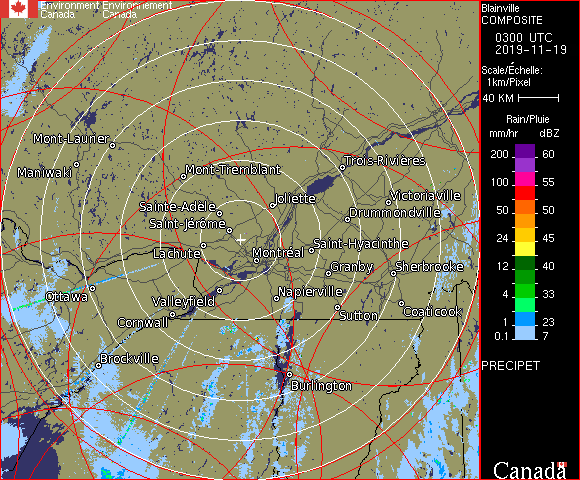 Environment Environnement
Canada Canada
Blainville
COMPOSITE
0300 UTC
2019-11-19
Scale/Échelle:
1km/Pixel
40 KM
Rain/Pluie
mm/hr dBZ
200 60
100 55
50 50
24 45
12 40
4 33
1 23
0.1 7
PRECIPET
Canada
Mont-Laurier
Maniwaki
Mont-Tremblant
Trois-Rivières
Joliette
Victoriaville
Sainte-Adèle
Drummondville
Saint-Jérôme
Lachute
Montréal
Saint-Hyacinthe
Granby
Sherbrooke
Ottawa
Valleyfield
Napierville
Cornwall
Sutton
Coaticook
Brockville
Burlington